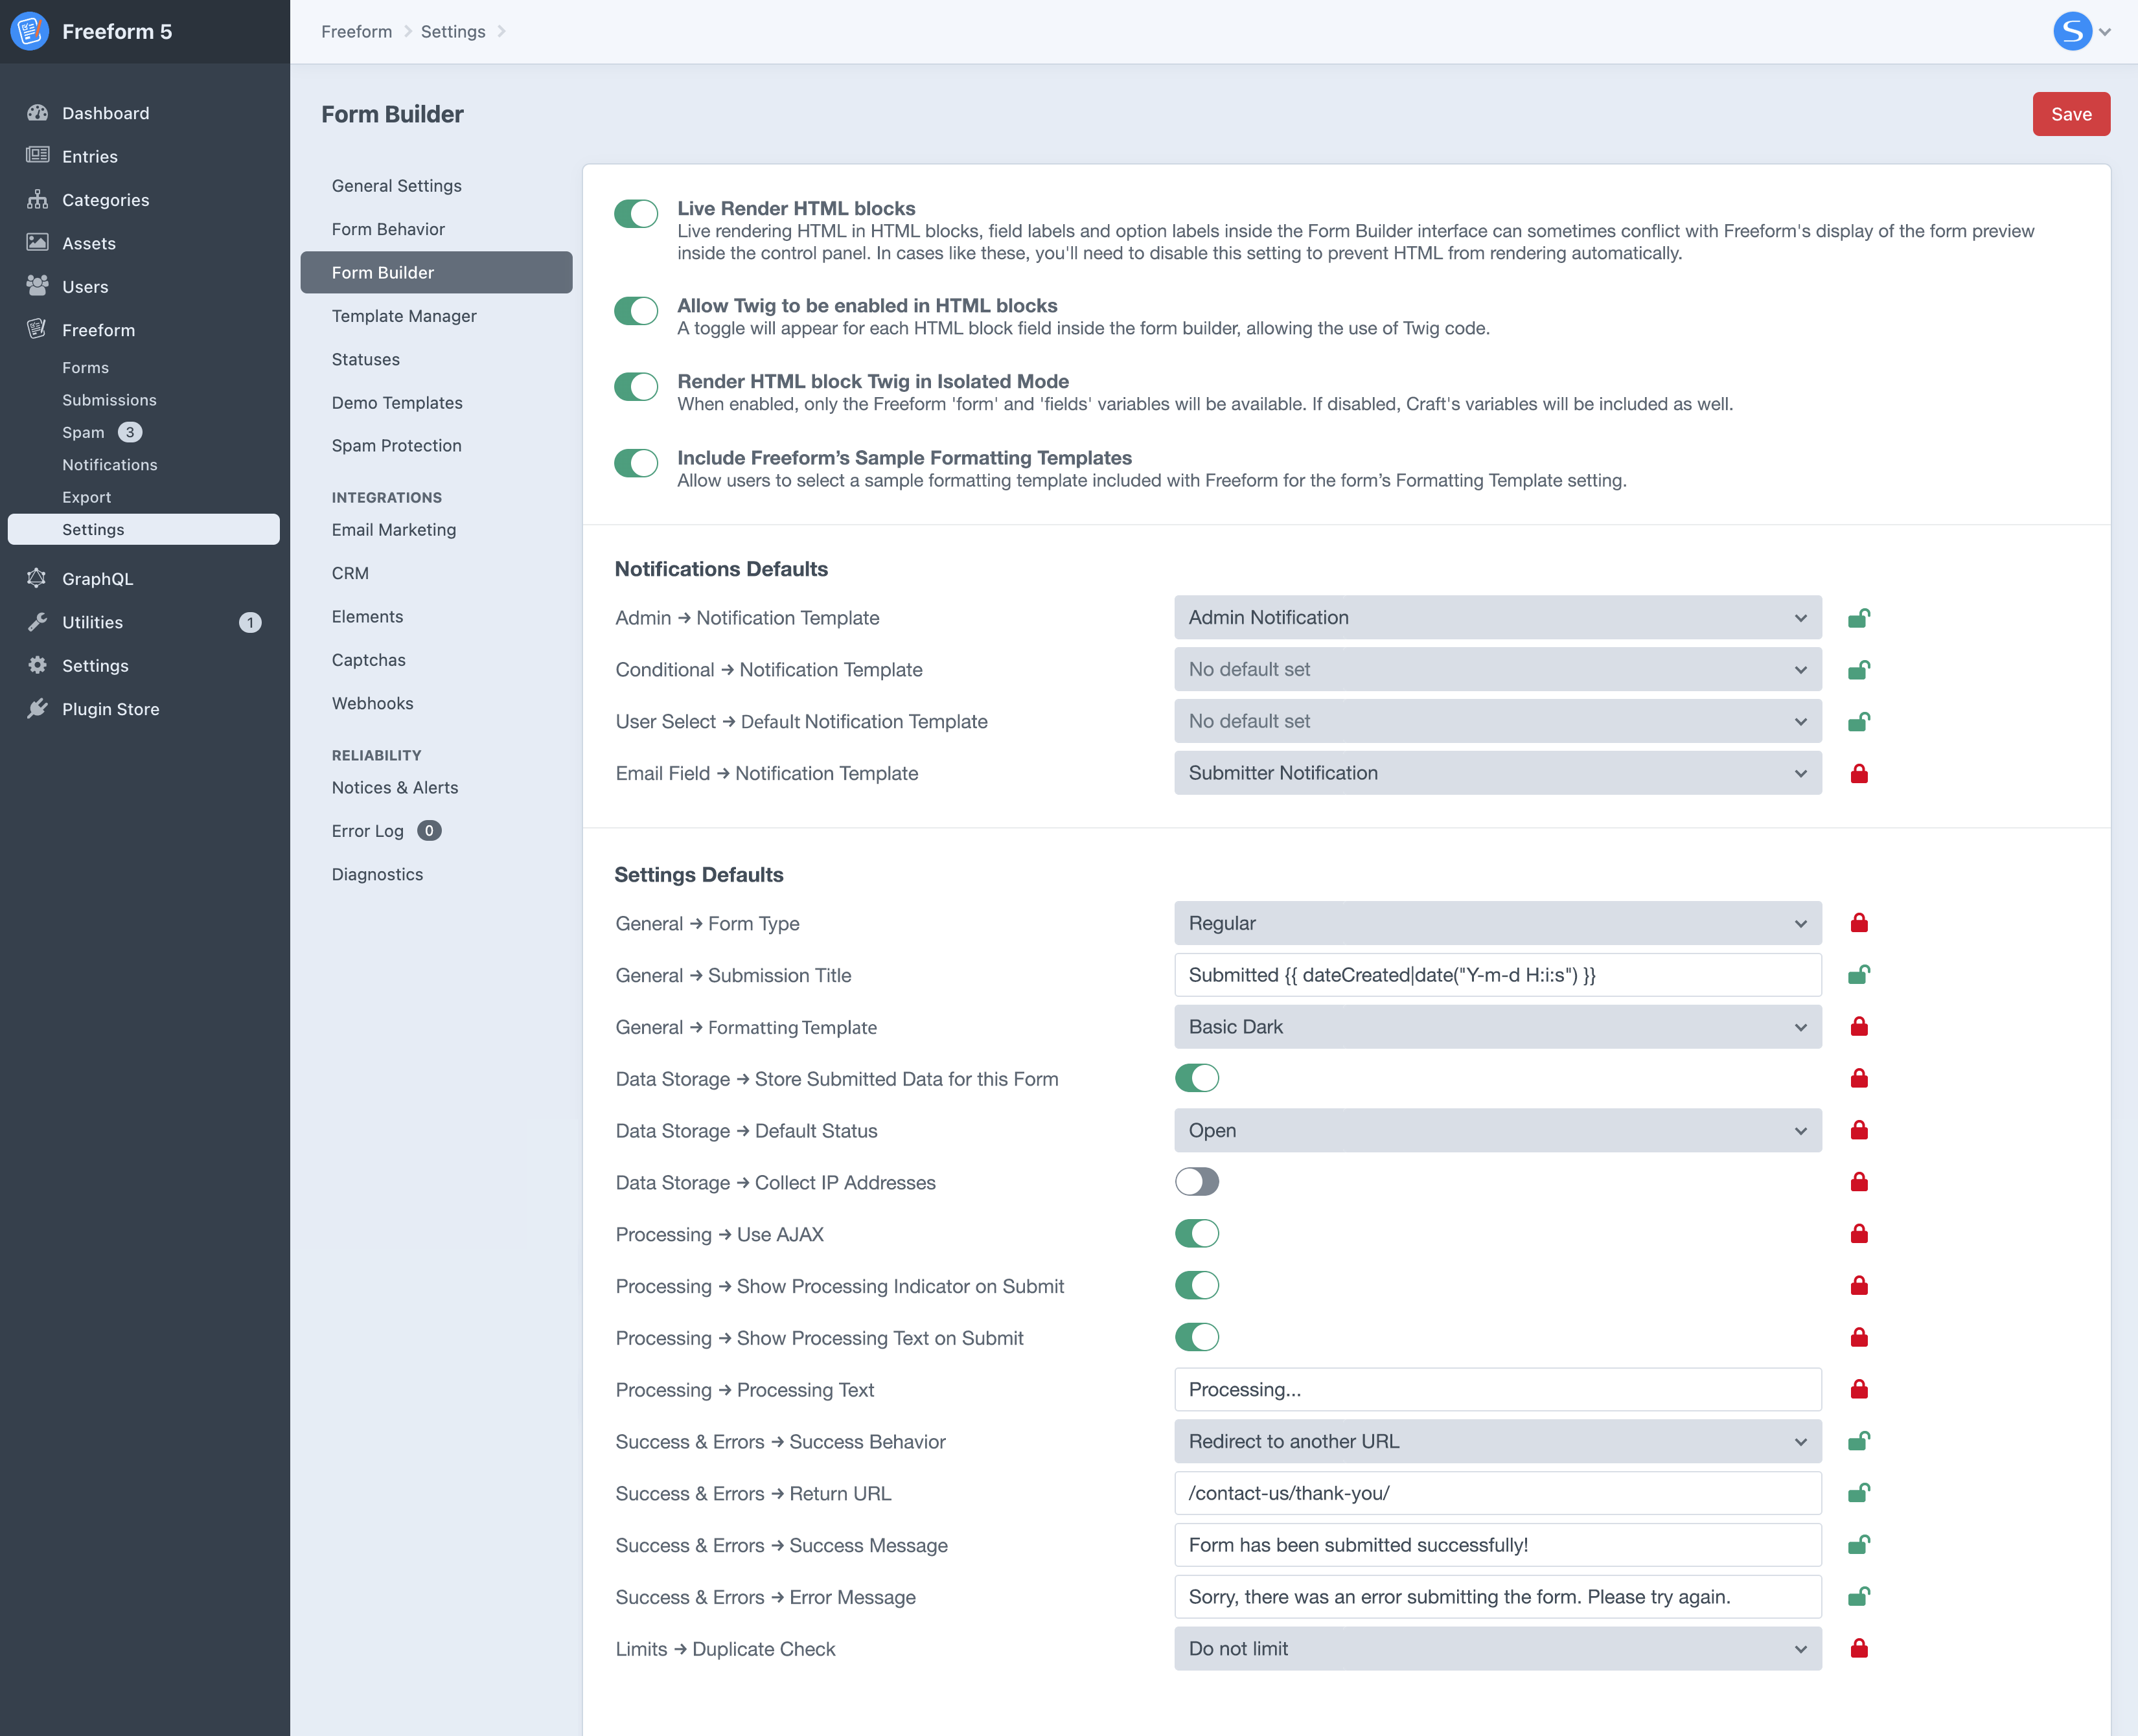 Freeform 5
Freeform
Settings
S
Dashboard
Entries
Categories
Assets
Users
Freeform
Forms
Submissions
Spam 3
Notifications
Export
Settings
GraphQL
Utilities 1
Settings
Plugin Store
Form Builder
Save
General Settings
Form Behavior
Form Builder
Template Manager
Statuses
Demo Templates
Spam Protection
INTEGRATIONS
Email Marketing
CRM
Elements
Captchas
Webhooks
RELIABILITY
Notices & Alerts
Error Log 0
Diagnostics
Live Render HTML blocks
Live rendering HTML in HTML blocks, field labels and option labels inside the Form Builder interface can sometimes conflict with Freeform's display of the form preview
inside the control panel. In cases like these, you'll need to disable this setting to prevent HTML from rendering automatically.
Allow Twig to be enabled in HTML blocks
A toggle will appear for each HTML block field inside the form builder, allowing the use of Twig code.
Render HTML block Twig in Isolated Mode
When enabled, only the Freeform 'form' and 'fields' variables will be available. If disabled, Craft's variables will be included as well.
Include Freeform’s Sample Formatting Templates
Allow users to select a sample formatting template included with Freeform for the form’s Formatting Template setting.
Notifications Defaults
Admin → Notification Template Admin Notification
Conditional → Notification Template No default set
User Select → Default Notification Template No default set
Email Field → Notification Template Submitter Notification
Settings Defaults
General → Form Type Regular
General → Submission Title Submitted {{ dateCreated|date("Y-m-d H:i:s") }}
General → Formatting Template Basic Dark
Data Storage → Store Submitted Data for this Form
Data Storage → Default Status Open
Data Storage → Collect IP Addresses
Processing → Use AJAX
Processing → Show Processing Indicator on Submit
Processing → Show Processing Text on Submit
Processing → Processing Text Processing...
Success & Errors → Success Behavior Redirect to another URL
Success & Errors → Return URL /contact-us/thank-you/
Success & Errors → Success Message Form has been submitted successfully!
Success & Errors → Error Message Sorry, there was an error submitting the form. Please try again.
Limits → Duplicate Check Do not limit